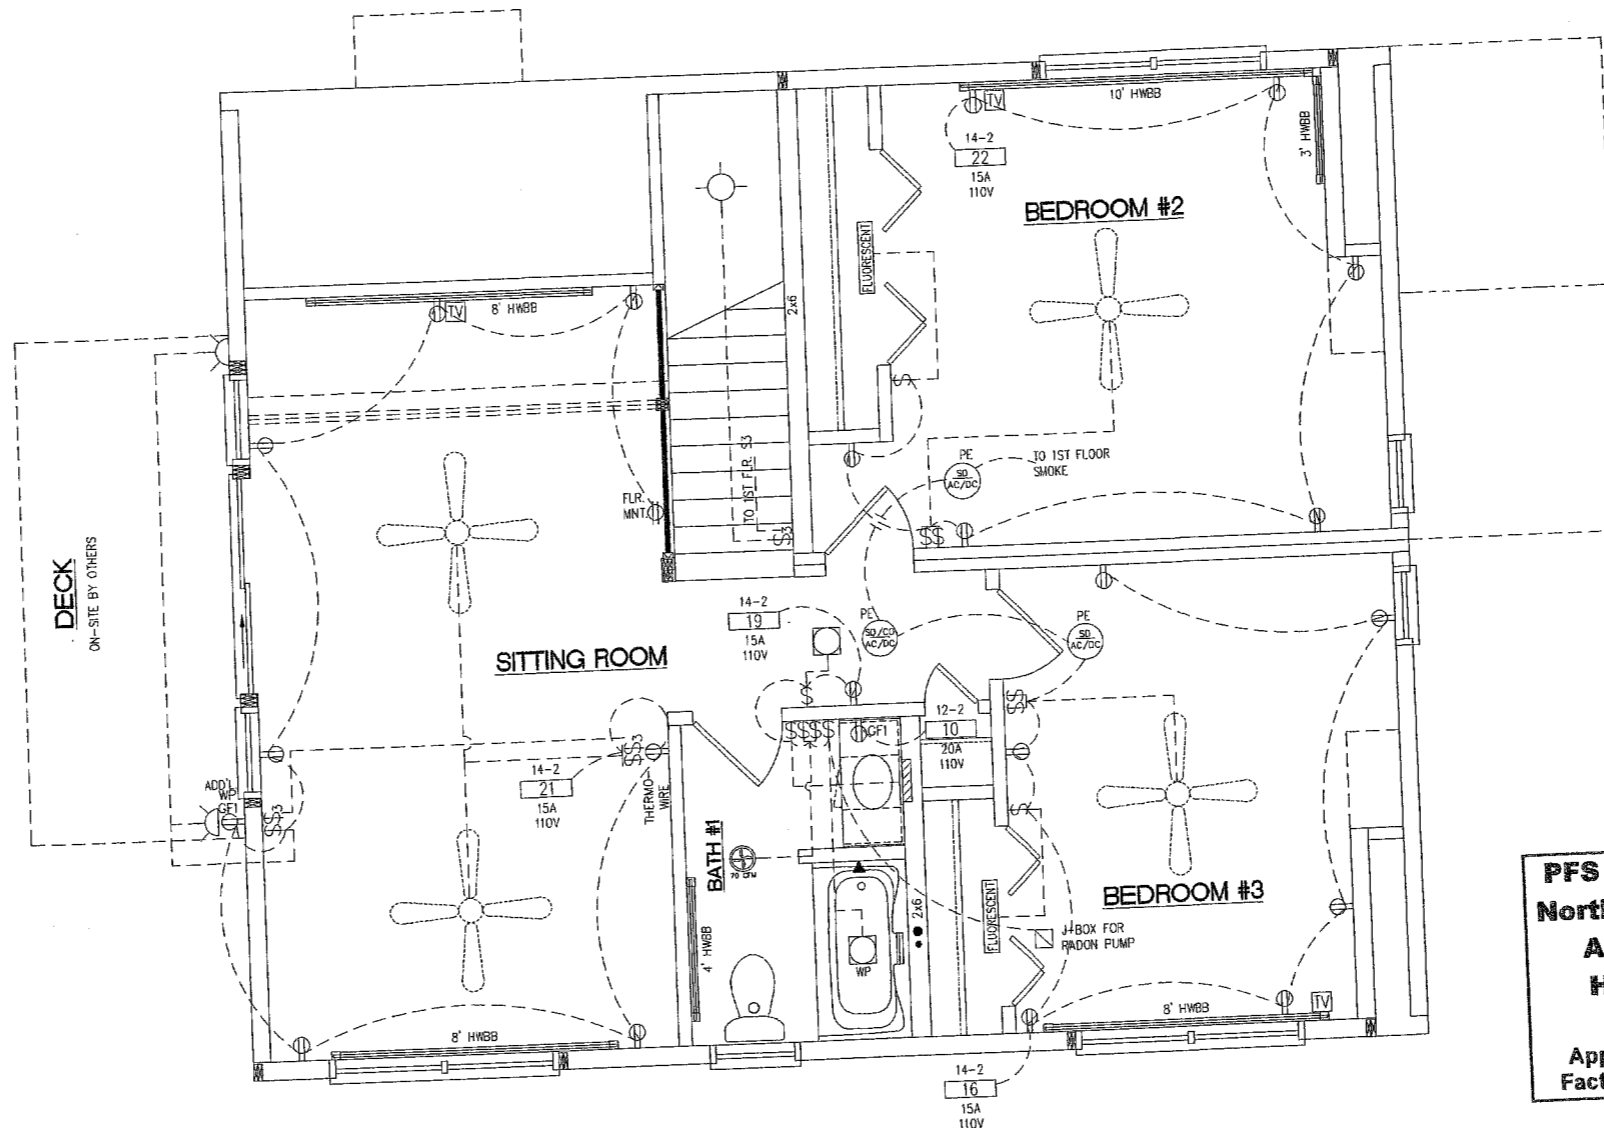 10' HWBB
TV
3' HWBB
14-2
22
15A
110V
BEDROOM #2
FLUORESCENT
2x6
8' HWBB
TV
$
TO 1ST FLR. S3
$3
FLR.
MNT.
PE
SD
AC/DC
TO 1ST FLOOR
SMOKE
$$
DECK
ON-SITE BY OTHERS
14-2
19
15A
110V
PE
SD/CO
AC/DC
PE
SD
AC/DC
SITTING ROOM
$
$$
$$$$
GFI
12-2
10
20A
110V
14-2
21
15A
110V
$$3
THERMO-
WIRE
ADD'L
WP
GFI
$$3
BATH #1
70 CFM
4' HWBB
WP
2x6
$
FLUORESCENT
BEDROOM #3
J-BOX FOR
RADON PUMP
8' HWBB
TV
8' HWBB
14-2
16
15A
110V
PFS
North
A
H
App
Fact